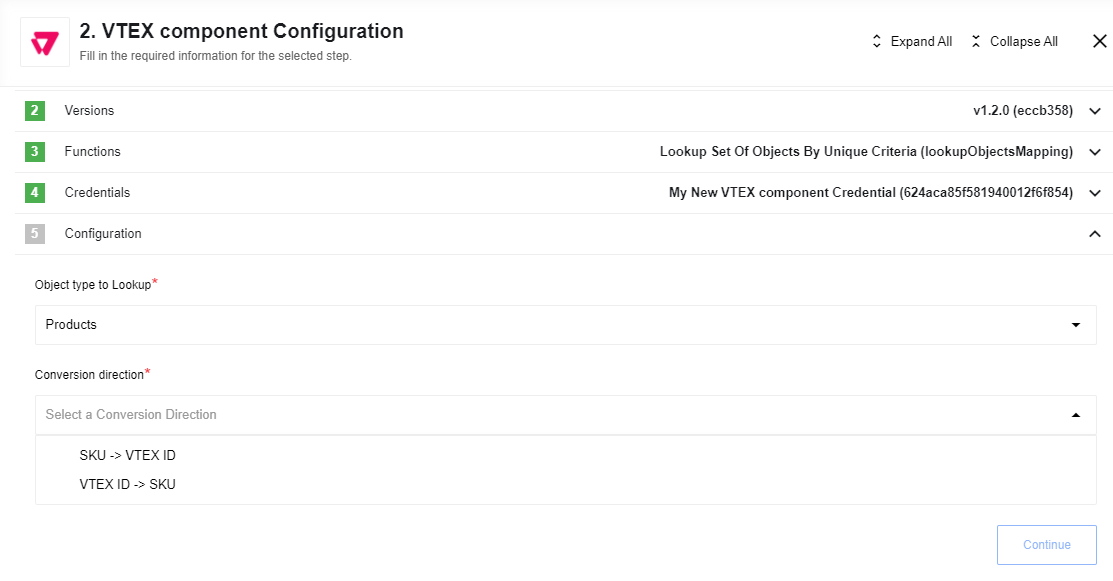 2. VTEX component Configuration
Fill in the required information for the selected step.
Expand All
Collapse All
2 Versions v1.2.0 (eccb358)
3 Functions Lookup Set Of Objects By Unique Criteria (lookupObjectsMapping)
4 Credentials My New VTEX component Credential (624aca85f581940012f6f854)
5 Configuration
Object type to Lookup*
Products
Conversion direction*
Select a Conversion Direction
SKU -> VTEX ID
VTEX ID -> SKU
Continue